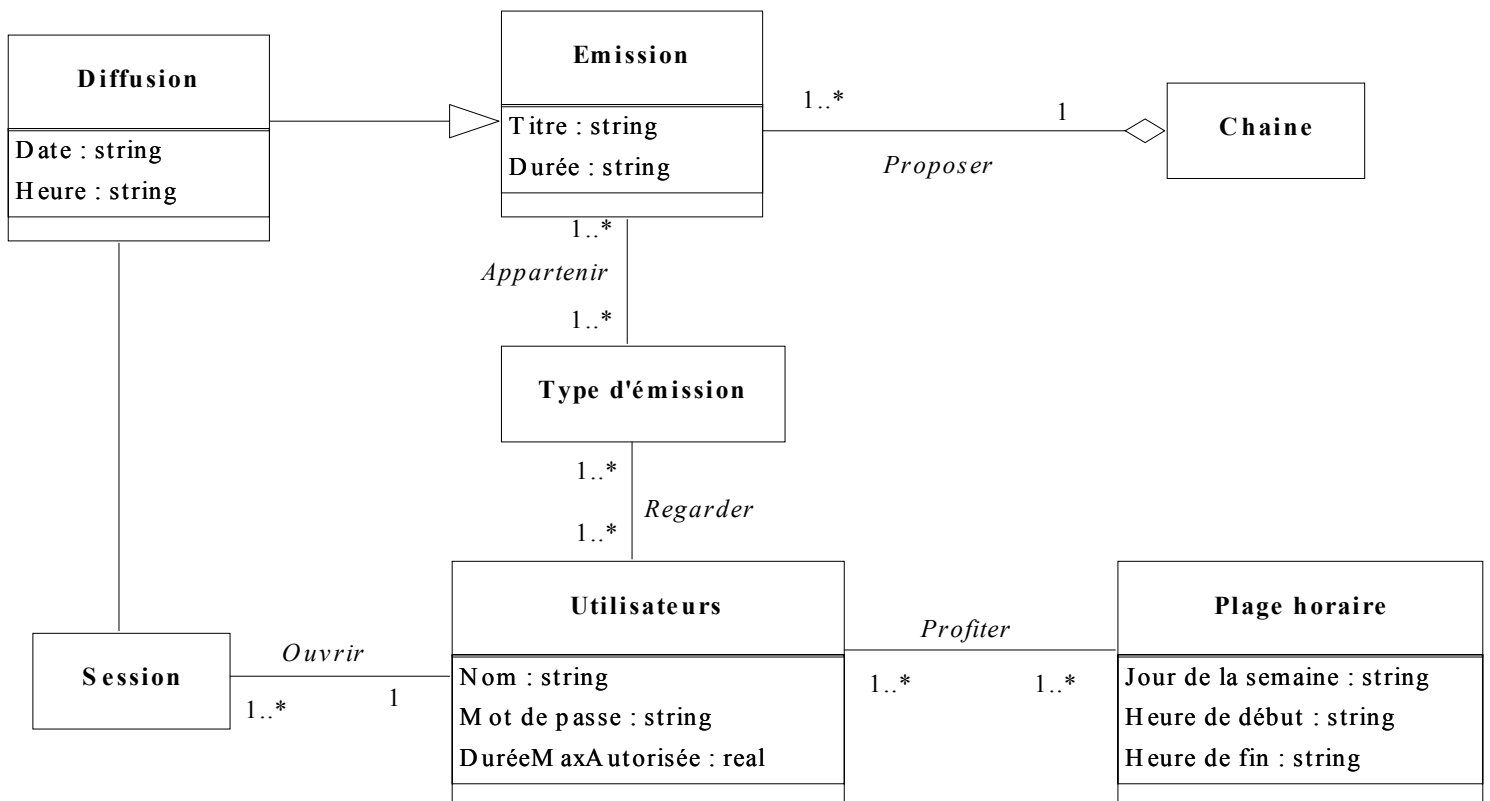 Diffusion
Date : string
Heure : string
Emission
Titre : string
Durée : string
1..*
1
Proposer
Chaine
1..*
Appartenir
1..*
Type d'émission
1..*
Regarder
1..*
Session
Ouvrir
1..*
1
Utilisateurs
Nom : string
Mot de passe : string
DuréeMaxAutorisée : real
Profiter
1..*
1..*
Plage horaire
Jour de la semaine : string
Heure de début : string
Heure de fin : string